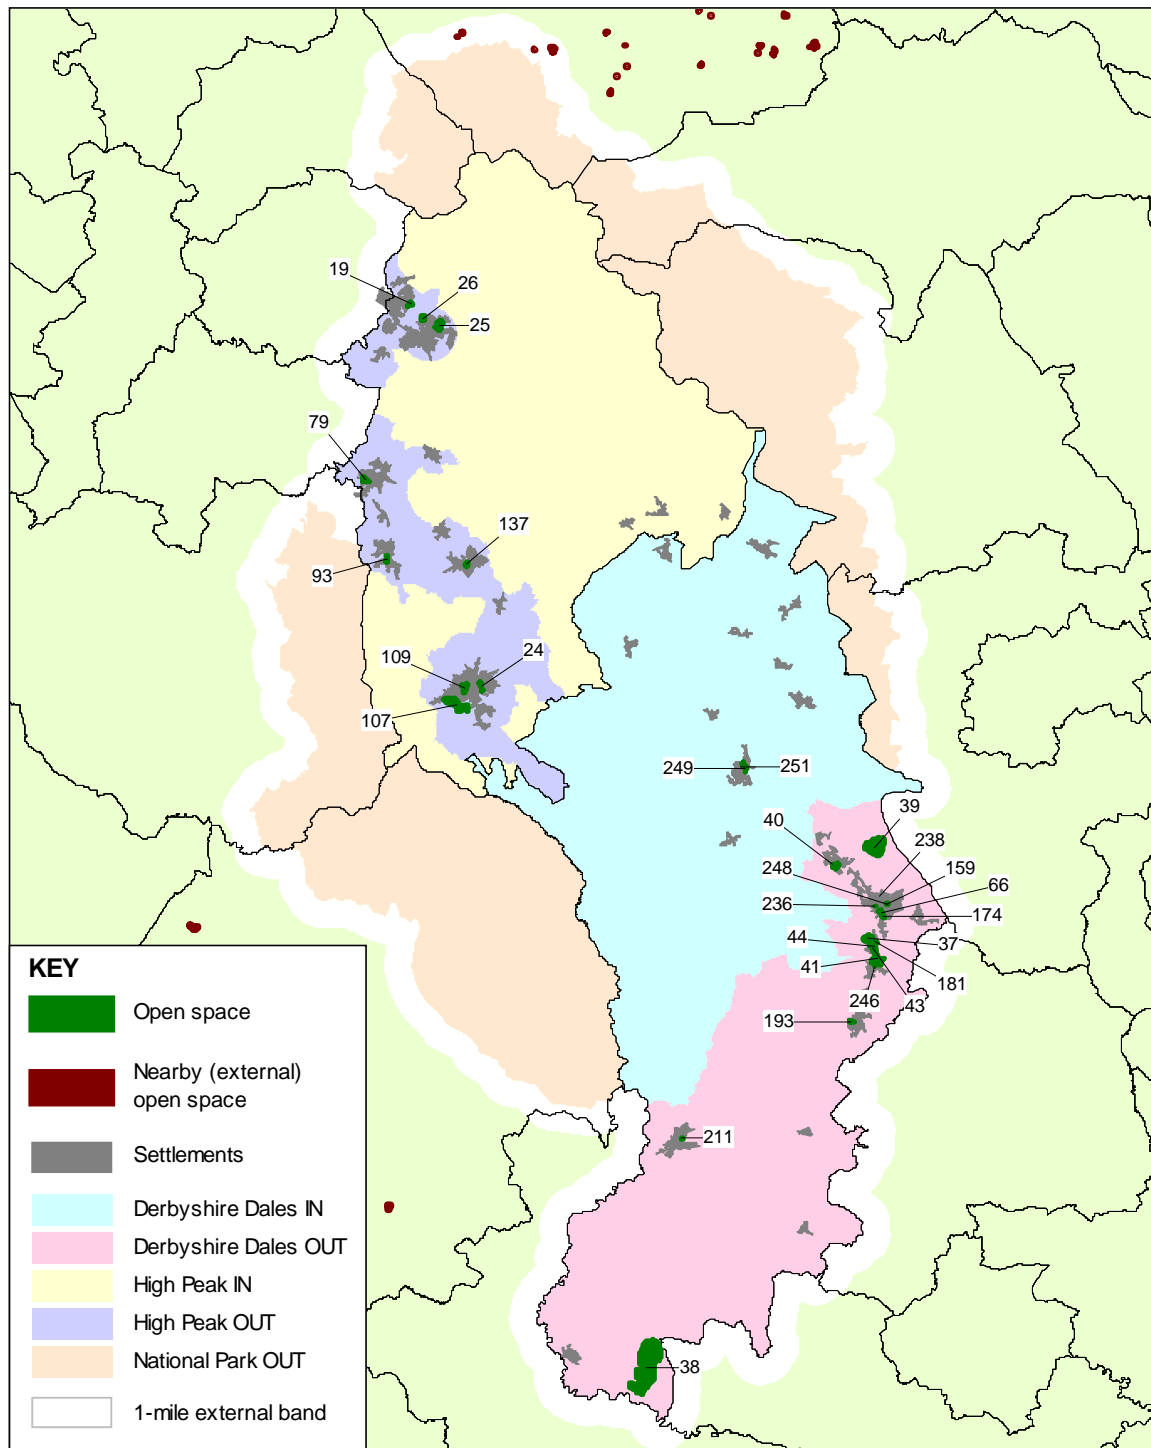 19
26
25
79
137
93
109
24
107
249
251
39
40
238
248
159
66
236
174
44
37
41
181
246
43
193
211
38
KEY
Open space
Nearby (external)
open space
Settlements
Derbyshire Dales IN
Derbyshire Dales OUT
High Peak IN
High Peak OUT
National Park OUT
1-mile external band